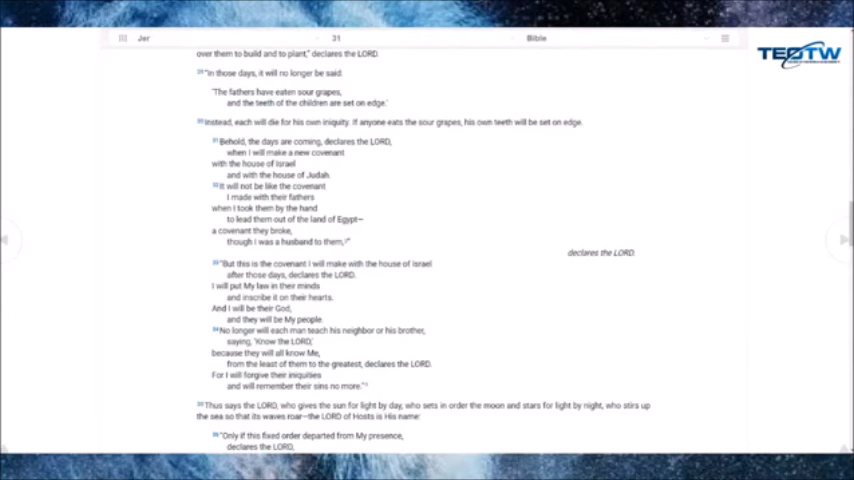 Jer 31 Bible
TEOTW
over them to build and to plant,” declares the LORD.
29“In those days, it will no longer be said:
‘The fathers have eaten sour grapes,
and the teeth of the children are set on edge.’
30Instead, each will die for his own iniquity. If anyone eats the sour grapes, his own teeth will be set on edge.
31Behold, the days are coming, declares the LORD,
when I will make a new covenant
with the house of Israel
and with the house of Judah.
32It will not be like the covenant
I made with their fathers
when I took them by the hand
to lead them out of the land of Egypt—
a covenant they broke,
though I was a husband to them,”
declares the LORD.
33“But this is the covenant I will make with the house of Israel
after those days, declares the LORD.
I will put My law in their minds
and inscribe it on their hearts.
And I will be their God,
and they will be My people.
34No longer will each man teach his neighbor or his brother,
saying, ‘Know the LORD,’
because they will all know Me,
from the least of them to the greatest, declares the LORD.
For I will forgive their iniquities
and will remember their sins no more.”
35Thus says the LORD, who gives the sun for light by day, who sets in order the moon and stars for light by night, who stirs up
the sea so that its waves roar—the LORD of Hosts is His name:
36“Only if this fixed order departed from My presence,
declares the LORD,